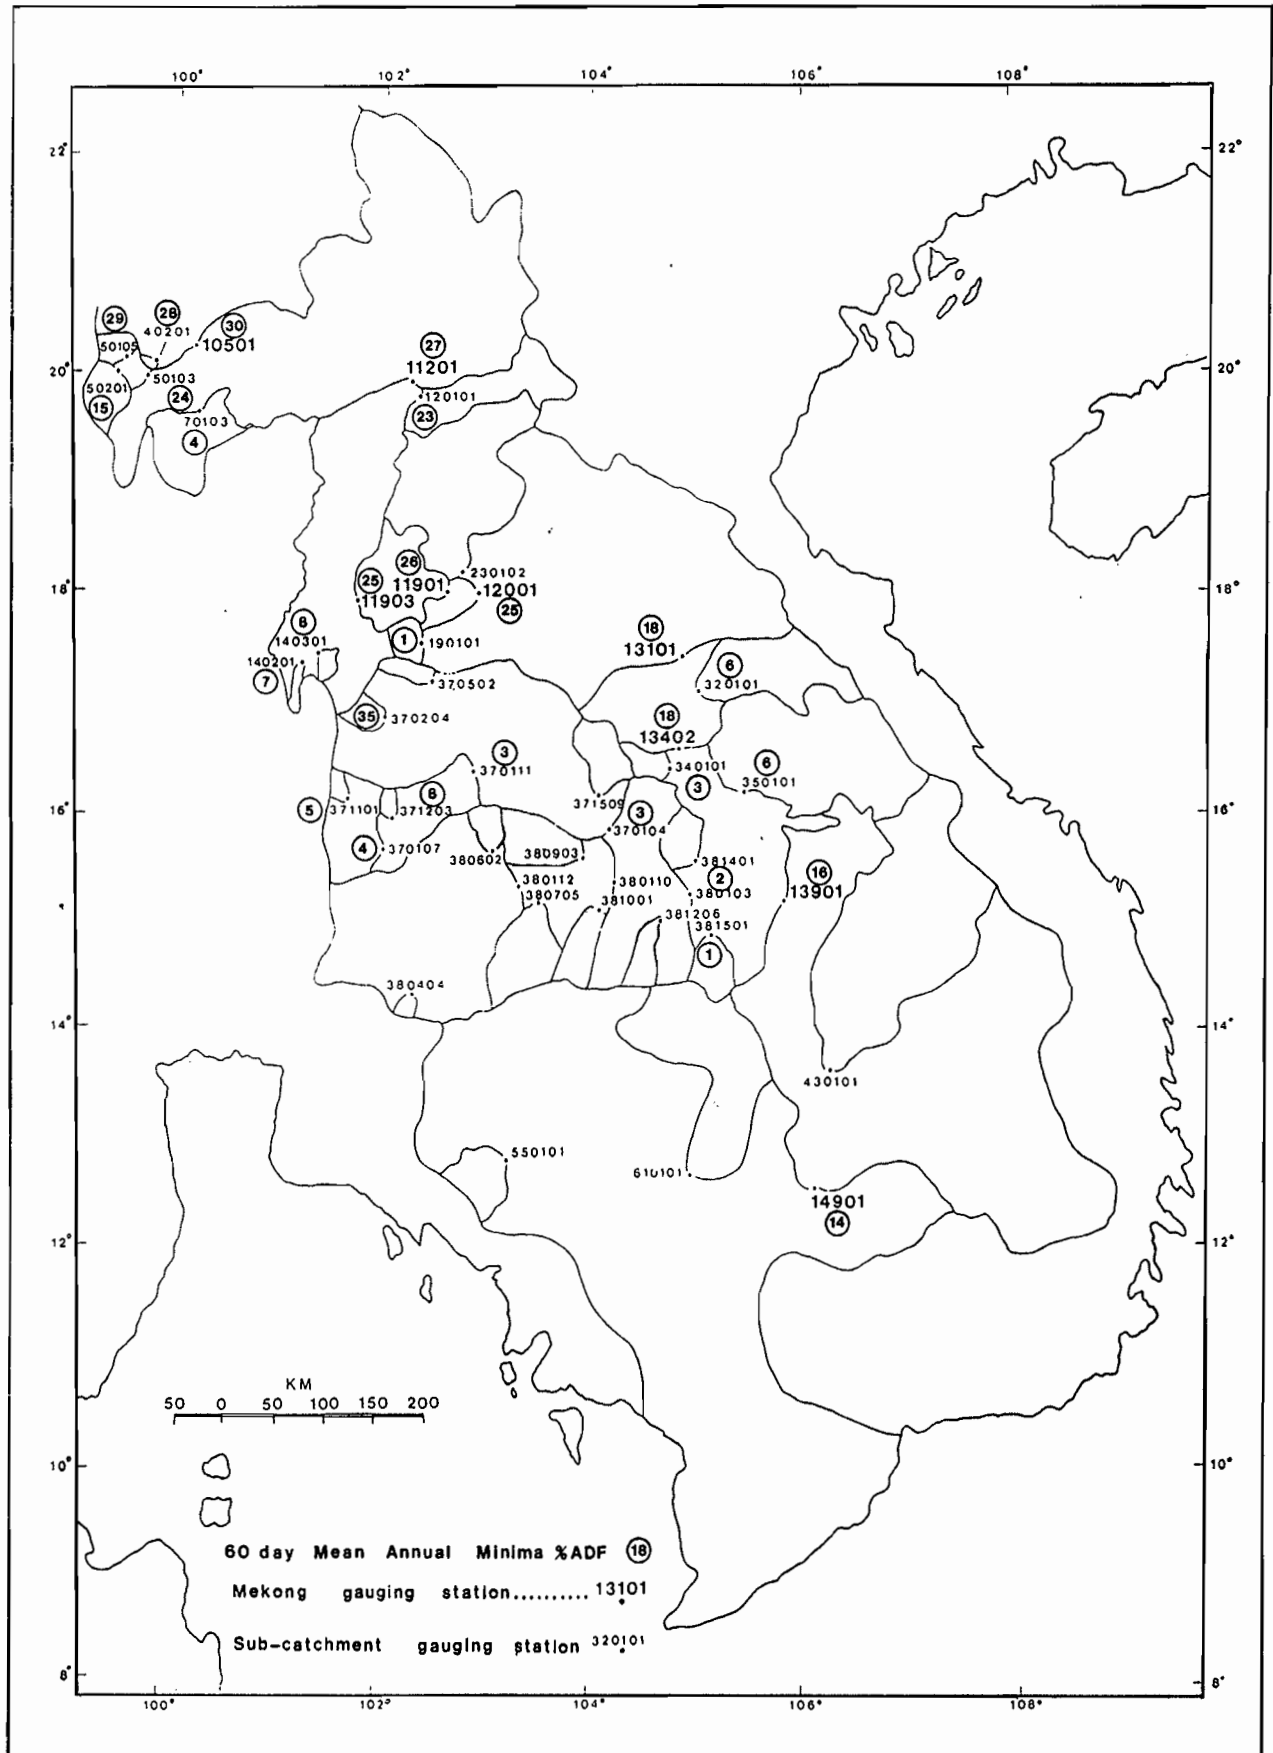 100° 102° 104° 106° 108°
22° 22°
29 28
40201 30
50105 10501
27
11201
20° 20°
50201 50103
120101
15 24
70103 23
4
26
25 11901 230102
18° 12001 18°
11903 25
8
140301 1 190101 18
13101
140201 6
7 370502 320101
35 370204 18
13402
3
370111 340101 6
8 3 350101
16° 5 371101 371203 371509 3 16°
370104
4 370107
380602 380903 381401 16
2
380112 380110 380103 13901
380705 381001
381206
381501
1
380404
14° 14°
430101
550101
610101
14901
14
12° 12°
KM
50 0 50 100 150 200
10° 10°
60 day Mean Annual Minima %ADF 18
Mekong gauging station.......... 13101
Sub-catchment gauging station 320101
8° 8°
100° 102° 104° 106° 108°